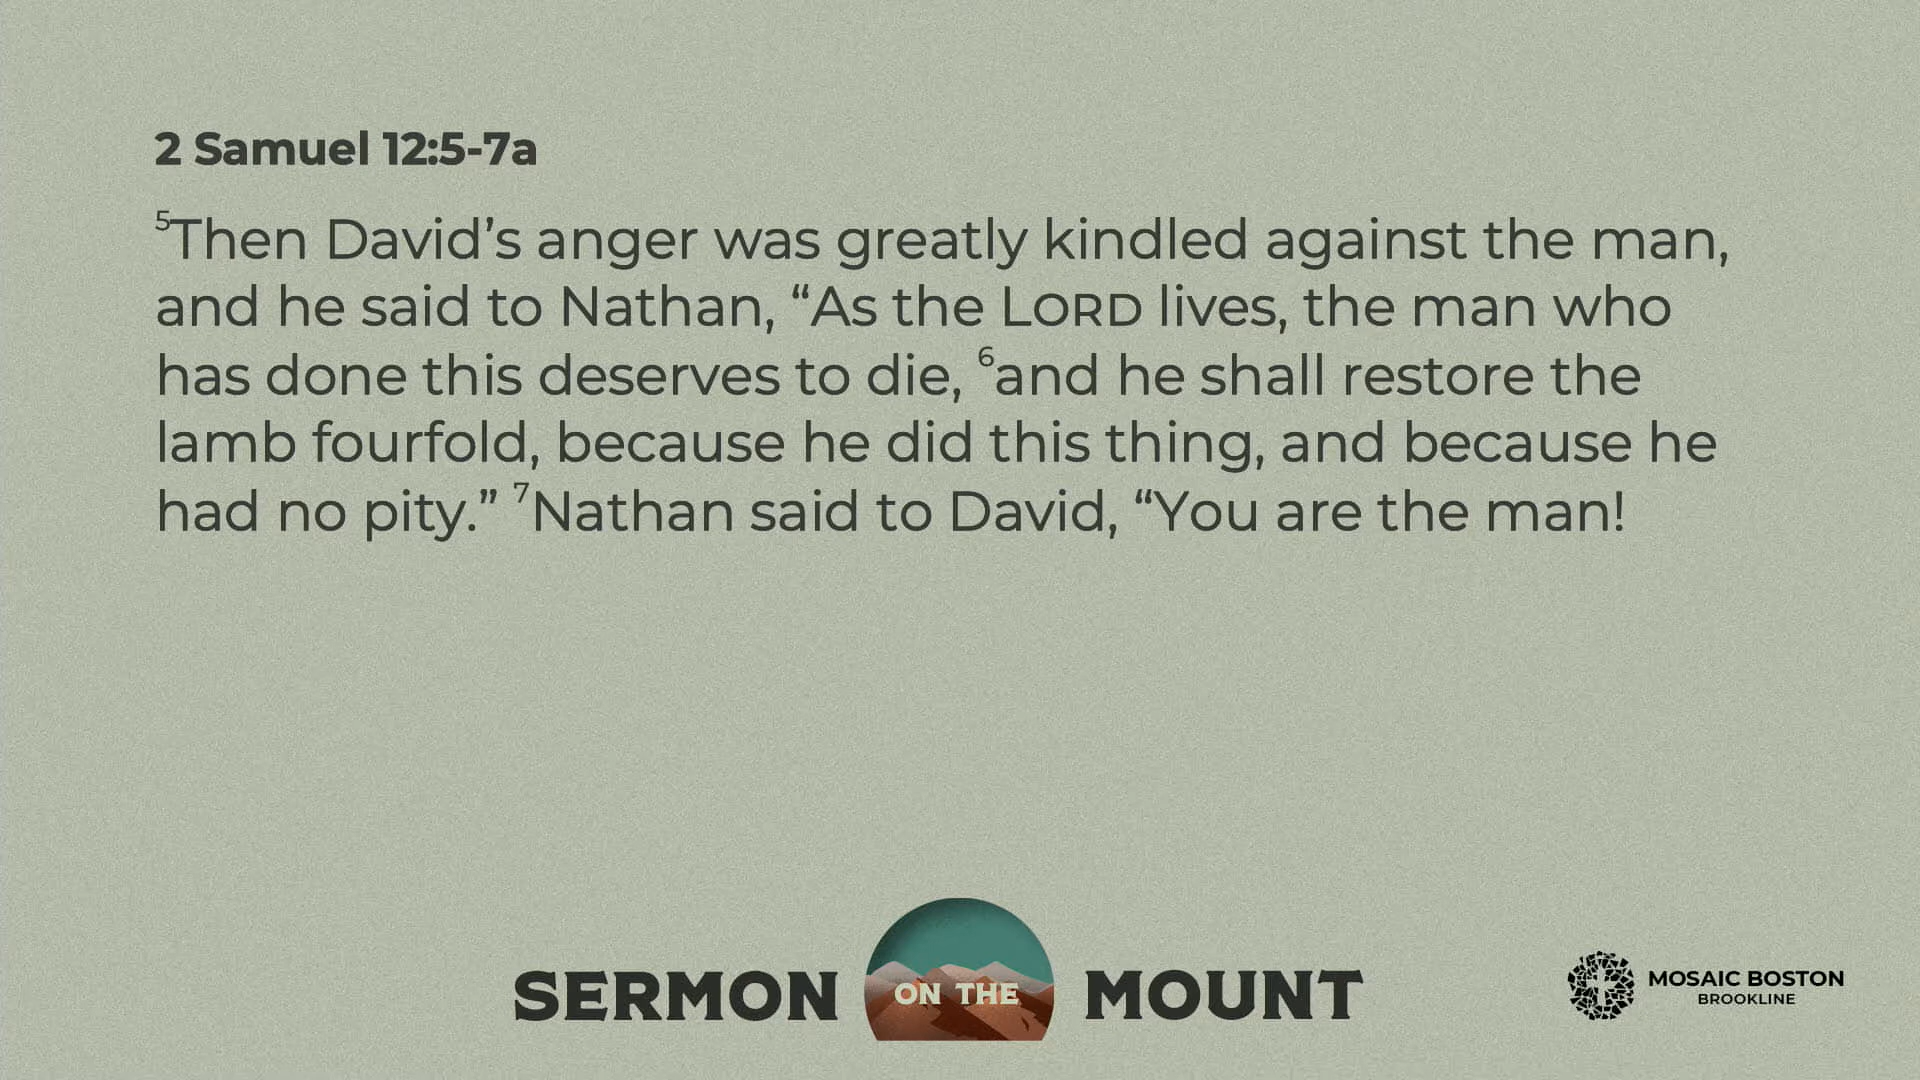 2 Samuel 12:5-7a
⁵Then David’s anger was greatly kindled against the man,
and he said to Nathan, “As the LORD lives, the man who
has done this deserves to die, ⁶and he shall restore the
lamb fourfold, because he did this thing, and because he
had no pity.” ⁷Nathan said to David, “You are the man!
SERMON ON THE MOUNT
MOSAIC BOSTON
BROOKLINE